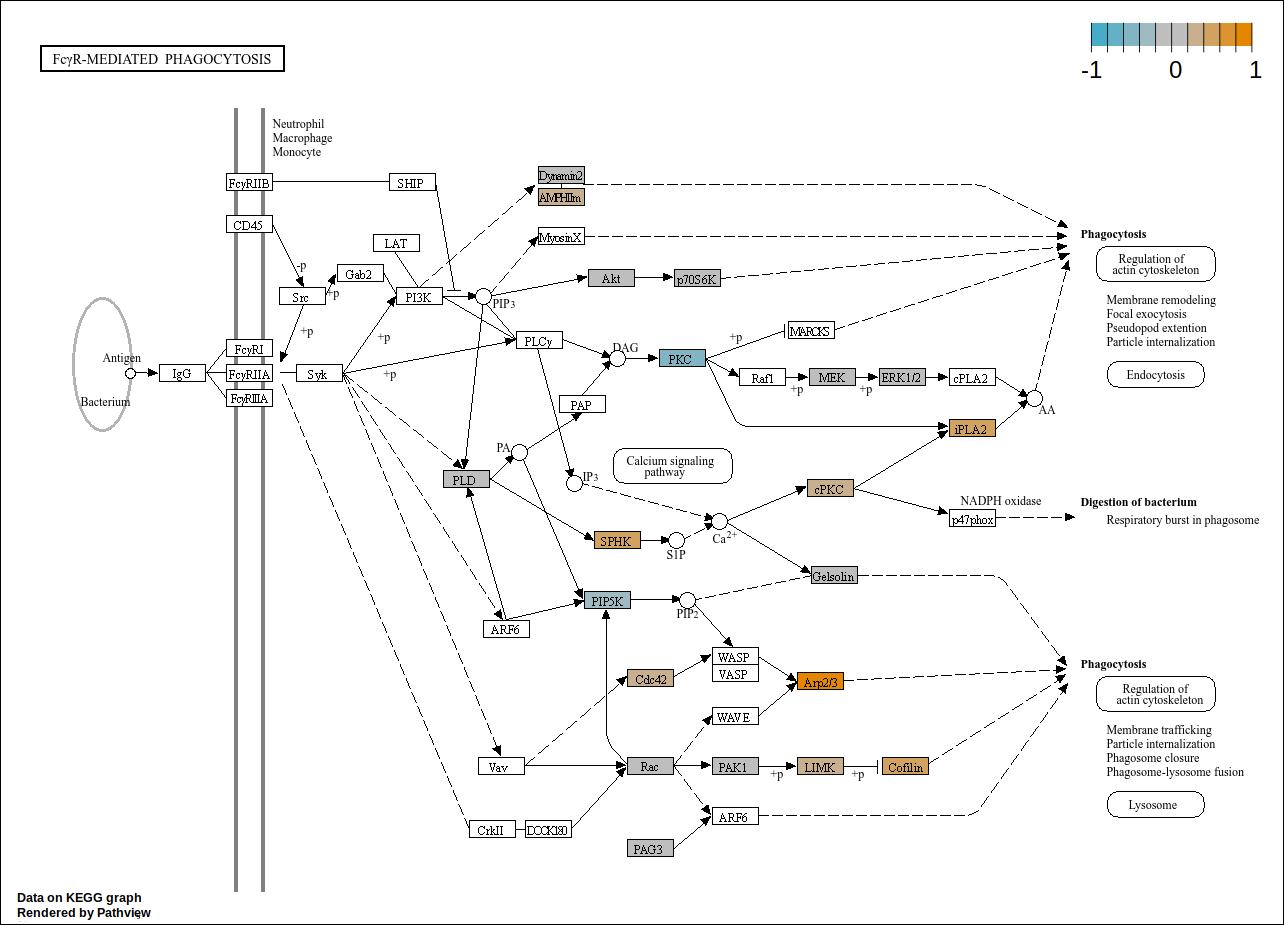 FcγR-MEDIATED PHAGOCYTOSIS
-1 0 1
Neutrophil
Macrophage
Monocyte
FcγRIIB
SHIP
Dynamin2
AMPHIIm
CD45
LAT
MyosinX
Phagocytosis
-p
Gab2
Akt
p70S6K
Regulation of
actin cytoskeleton
Src
+p
PI3K
PIP3
Membrane remodeling
Focal exocytosis
Pseudopod extention
Particle internalization
+p
+p
PLCγ
DAG
+p
MARCKS
FcγRI
Antigen
IgG
FcγRIIA
Syk
+p
PKC
Raf1
+p
MEK
+p
ERK1/2
cPLA2
Endocytosis
Bacterium
FcγRIIIA
PAP
AA
iPLA2
PA
Calcium signaling
pathway
PLD
IP3
cPKC
NADPH oxidase
Digestion of bacterium
p47phox
Respiratory burst in phagosome
SPHK
S1P
Ca2+
Gelsolin
PIP5K
PIP2
ARF6
WASP
VASP
Phagocytosis
Cdc42
Arp2/3
Regulation of
actin cytoskeleton
WAVE
Membrane trafficking
Particle internalization
Phagosome closure
Phagosome-lysosome fusion
Vav
Rac
PAK1
+p
LIMK
+p
Cofilin
Lysosome
CrkII
DOCK180
ARF6
PAG3
Data on KEGG graph
Rendered by Pathview